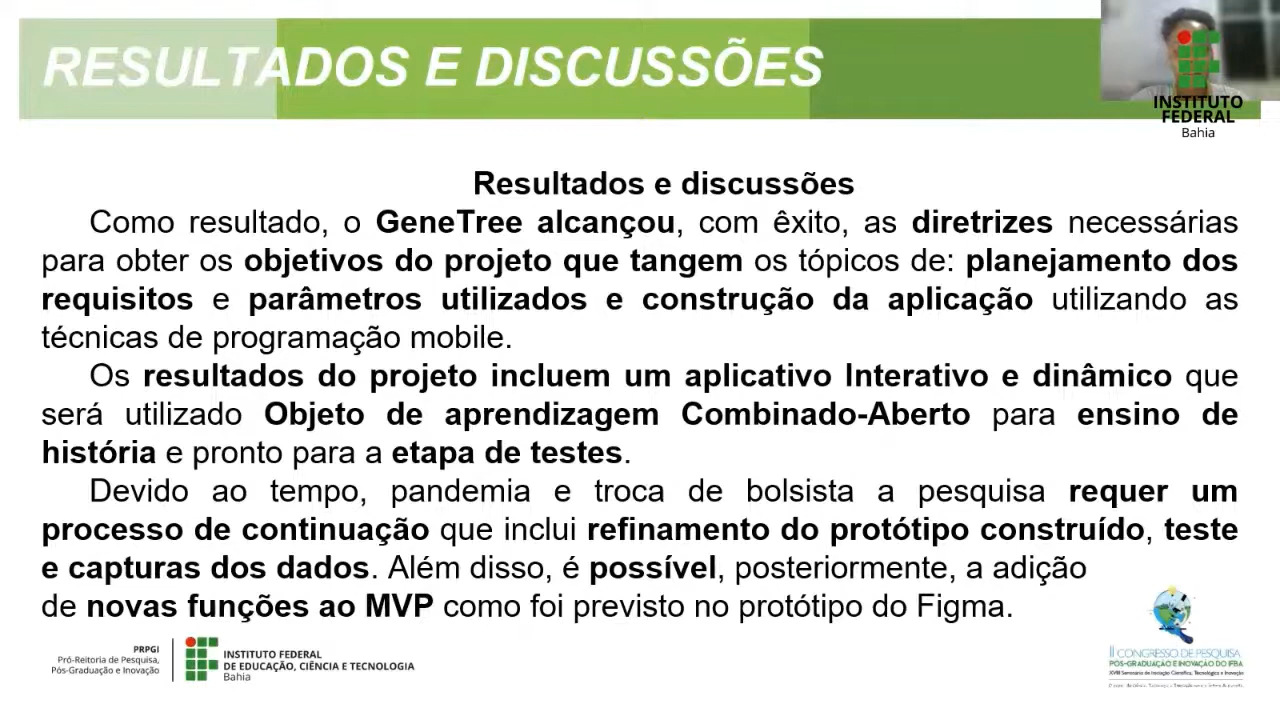 RESULTADOS E DISCUSSÕES
INSTITUTO
FEDERAL
Bahia
Resultados e discussões
Como resultado, o GeneTree alcançou, com êxito, as diretrizes necessárias
para obter os objetivos do projeto que tangem os tópicos de: planejamento dos
requisitos e parâmetros utilizados e construção da aplicação utilizando as
técnicas de programação mobile.
Os resultados do projeto incluem um aplicativo Interativo e dinâmico que
será utilizado Objeto de aprendizagem Combinado-Aberto para ensino de
história e pronto para a etapa de testes.
Devido ao tempo, pandemia e troca de bolsista a pesquisa requer um
processo de continuação que inclui refinamento do protótipo construído, teste
e capturas dos dados. Além disso, é possível, posteriormente, a adição
de novas funções ao MVP como foi previsto no protótipo do Figma.
PRPGI
Pró-Reitoria de Pesquisa,
Pós-Graduação e Inovação
INSTITUTO FEDERAL
DE EDUCAÇÃO, CIÊNCIA E TECNOLOGIA
Bahia
II CONGRESSO DE PESQUISA
PÓS-GRADUAÇÃO E INOVAÇÃO DO IFBA
XVIII Seminário de Iniciação Científica, Tecnológica e Inovação